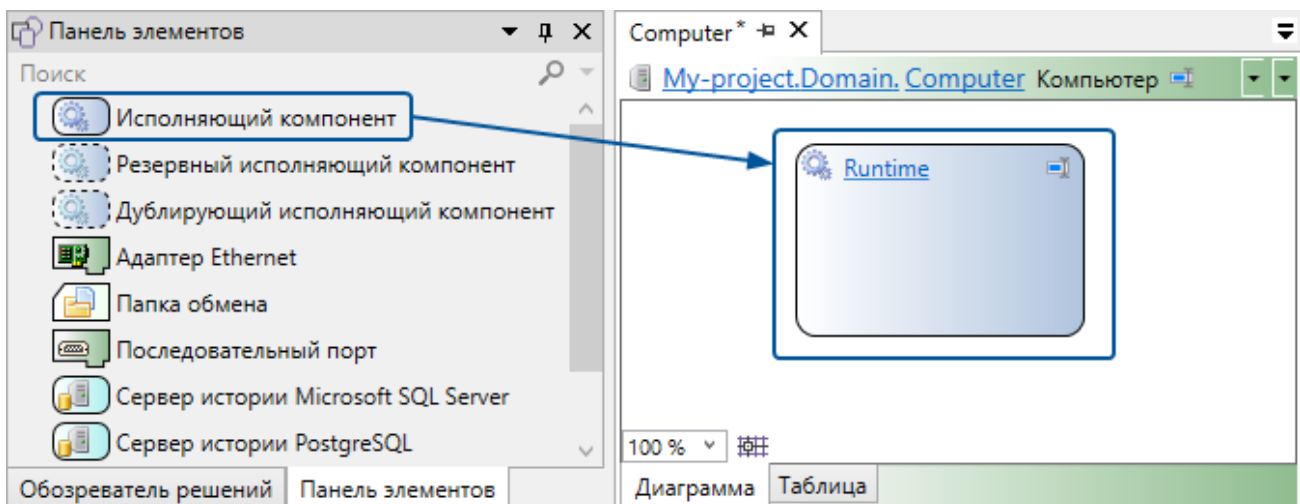 Панель элементов
Поиск
Исполняющий компонент
Резервный исполняющий компонент
Дублирующий исполняющий компонент
Адаптер Ethernet
Папка обмена
Последовательный порт
Сервер истории Microsoft SQL Server
Сервер истории PostgreSQL
Обозреватель решений Панель элементов
Computer*
My-project.Domain. Computer Компьютер
Runtime
100 %
Диаграмма Таблица